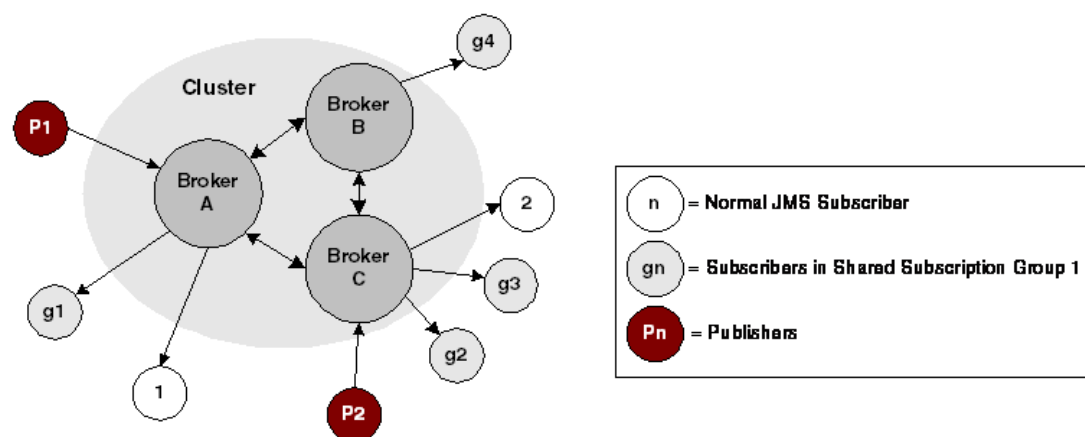 g4
Cluster
Broker
B
P1
Broker
A
2
n = Normal JMS Subscriber
Broker
C
g3
gn = Subscribers in Shared Subscription Group 1
g1
g2
Pn = Publishers
1
P2